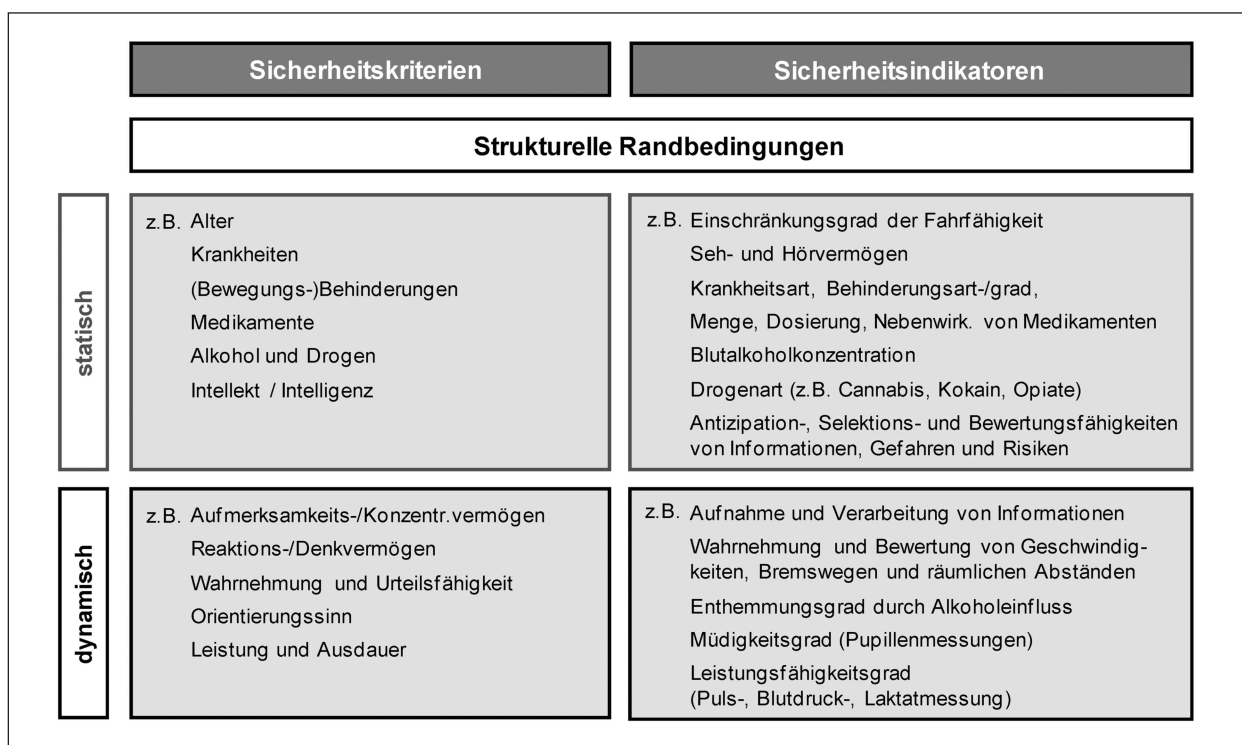 Sicherheitskriterien
Sicherheitsindikatoren
Strukturelle Randbedingungen
statisch
z.B. Alter
Krankheiten
(Bewegungs-)Behinderungen
Medikamente
Alkohol und Drogen
Intellekt / Intelligenz
z.B. Einschränkungsgrad der Fahrfähigkeit
Seh- und Hörvermögen
Krankheitsart, Behinderungsart-/grad,
Menge, Dosierung, Nebenwirk. von Medikamenten
Blutalkoholkonzentration
Drogenart (z.B. Cannabis, Kokain, Opiate)
Antizipation-, Selektions- und Bewertungsfähigkeiten
von Informationen, Gefahren und Risiken
dynamisch
z.B. Aufmerksamkeits-/Konzentr.vermögen
Reaktions-/Denkvermögen
Wahrnehmung und Urteilsfähigkeit
Orientierungssinn
Leistung und Ausdauer
z.B. Aufnahme und Verarbeitung von Informationen
Wahrnehmung und Bewertung von Geschwindig-
keiten, Bremswegen und räumlichen Abständen
Enthemmungsgrad durch Alkoholeinfluss
Müdigkeitsgrad (Pupillenmessungen)
Leistungsfähigkeitsgrad
(Puls-, Blutdruck-, Laktatmessung)